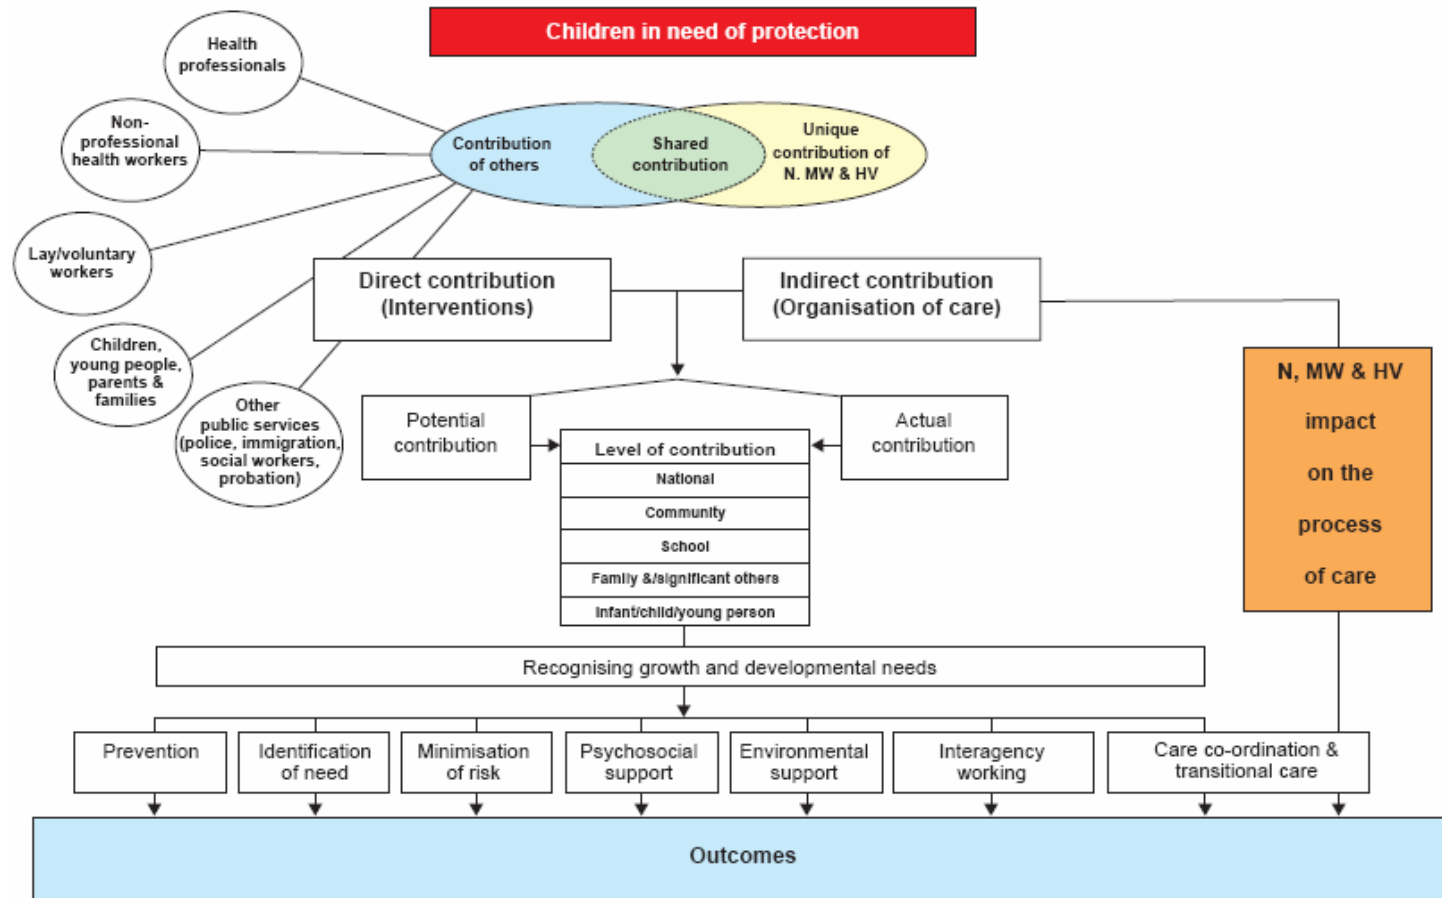 Children in need of protection
Health
professionals
Non-
professional
health workers
Lay/voluntary
workers
Children,
young people,
parents &
families
Other
public services
(police, immigration,
social workers,
probation)
Contribution
of others
Shared
contribution
Unique
contribution of
N. MW & HV
Direct contribution
(Interventions)
Indirect contribution
(Organisation of care)
Potential
contribution
Actual
contribution
Level of contribution
National
Community
School
Family &/significant others
Infant/child/young person
N, MW & HV
impact
on the
process
of care
Recognising growth and developmental needs
Prevention
Identification
of need
Minimisation
of risk
Psychosocial
support
Environmental
support
Interagency
working
Care co-ordination &
transitional care
Outcomes